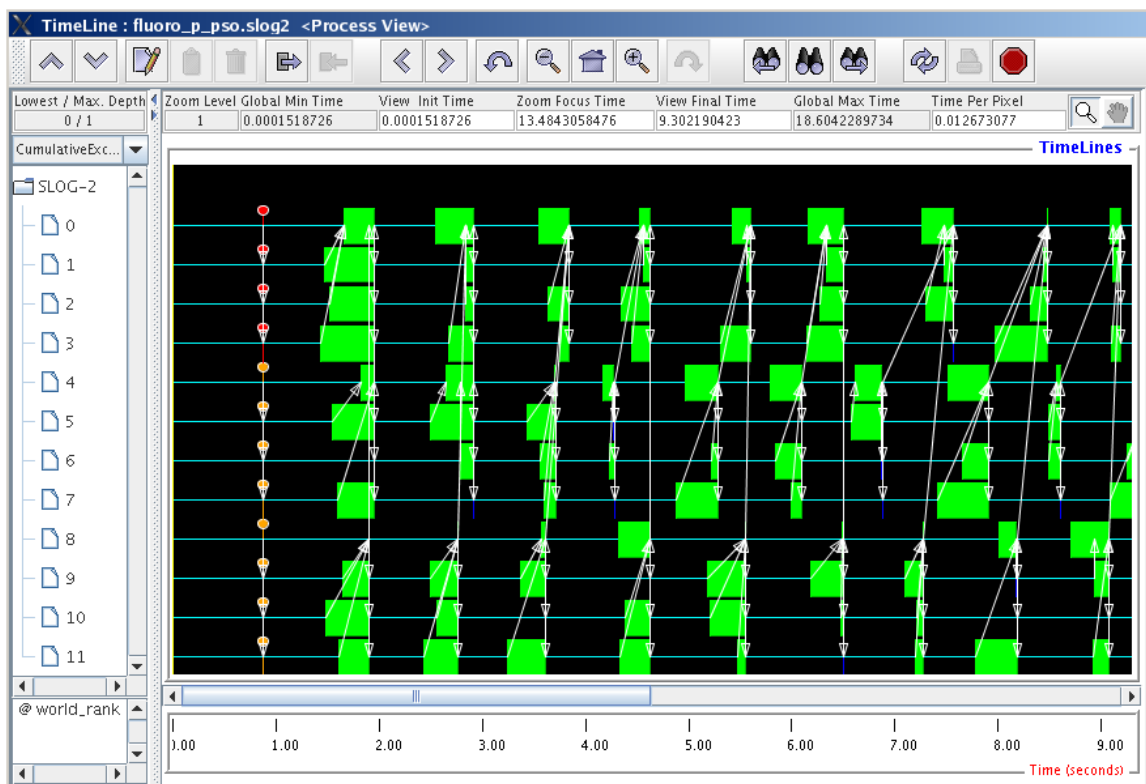 TimeLine : fluoro_p_pso.slog2 <Process View>
Lowest / Max. Depth
0 / 1
Zoom Level
1
Global Min Time
0.0001518726
View Init Time
0.0001518726
Zoom Focus Time
13.4843058476
View Final Time
9.302190423
Global Max Time
18.6042289734
Time Per Pixel
0.012673077
CumulativeExc...
TimeLines
SLOG-2
0
1
2
3
4
5
6
7
8
9
10
11
@ world_rank
0.00 1.00 2.00 3.00 4.00 5.00 6.00 7.00 8.00 9.00
Time (seconds)